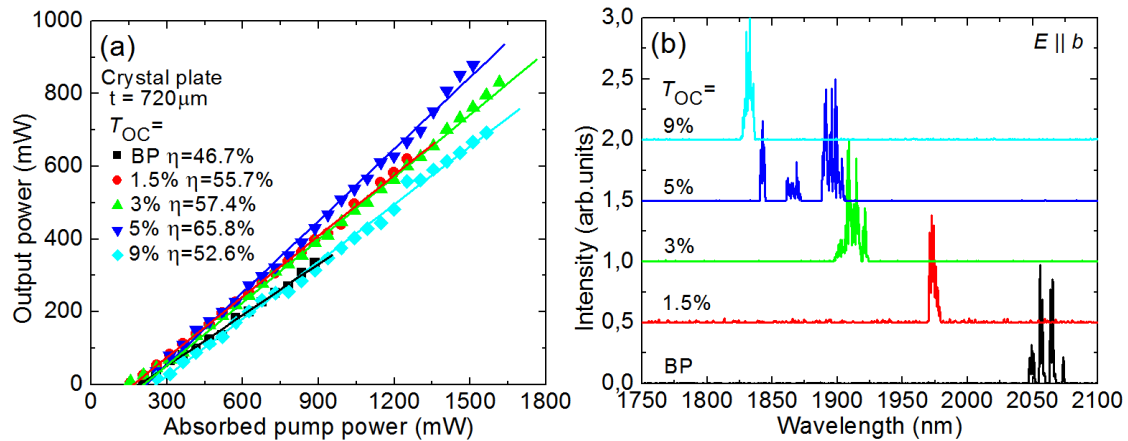 (a)
Crystal plate
t = 720μm
T_OC=
BP η=46.7%
1.5% η=55.7%
3% η=57.4%
5% η=65.8%
9% η=52.6%
Output power (mW)
1000
800
600
400
200
0
0 300 600 900 1200 1500 1800
Absorbed pump power (mW)
(b)
E || b
T_OC=
9%
5%
3%
1.5%
BP
Intensity (arb.units)
3,0
2,5
2,0
1,5
1,0
0,5
0,0
1750 1800 1850 1900 1950 2000 2050 2100
Wavelength (nm)